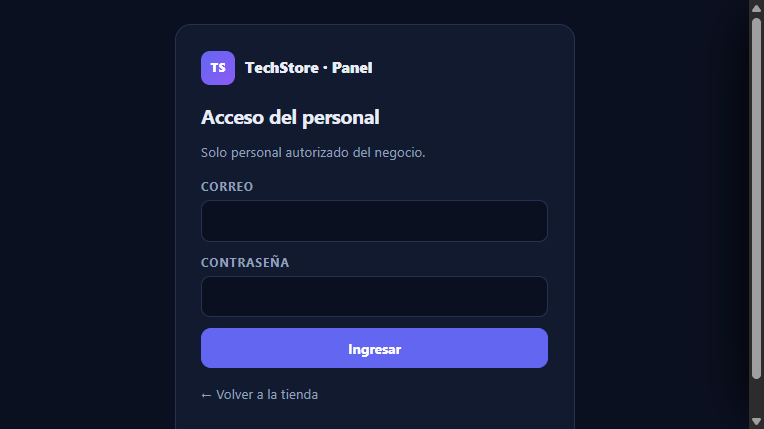 TS
TechStore · Panel
Acceso del personal
Solo personal autorizado del negocio.
CORREO
CONTRASEÑA
Ingresar
← Volver a la tienda